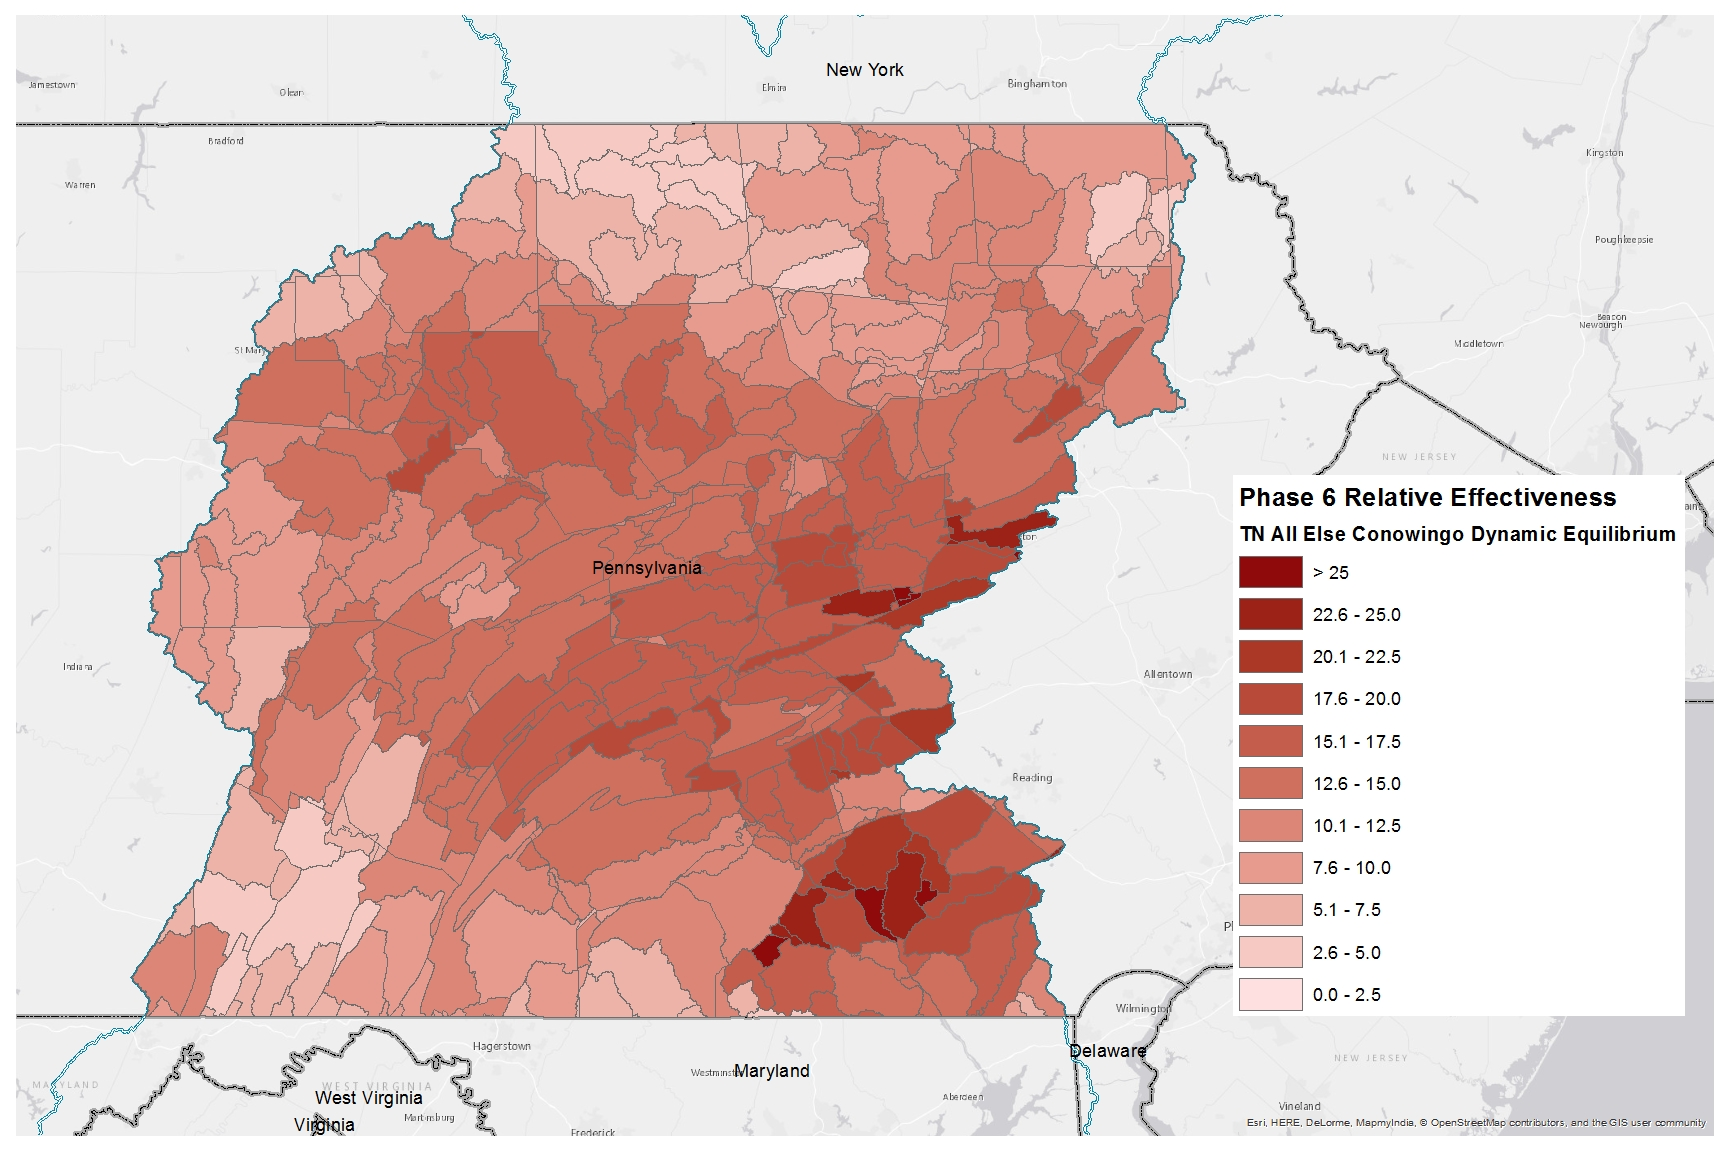 New York
Jamestown
Olean
Elmira
Binghamton
Bradford
Warren
Kingston
Poughkeepsie
Beacon
Newburgh
Middletown
St Mary
NEW JERSEY
Pennsylvania
Indiana
Allentown
Reading
Phase 6 Relative Effectiveness
TN All Else Conowingo Dynamic Equilibrium
> 25
22.6 - 25.0
20.1 - 22.5
17.6 - 20.0
15.1 - 17.5
12.6 - 15.0
10.1 - 12.5
7.6 - 10.0
5.1 - 7.5
2.6 - 5.0
0.0 - 2.5
Wilmington
Hagerstown
Delaware
NEW JERSEY
Westminst
Maryland
MARYLAND
WEST VIRGINIA
West Virginia
Aberdeen
Martinsburg
Virginia
Vineland
Frederick
Esri, HERE, DeLorme, MapmyIndia, © OpenStreetMap contributors, and the GIS user community